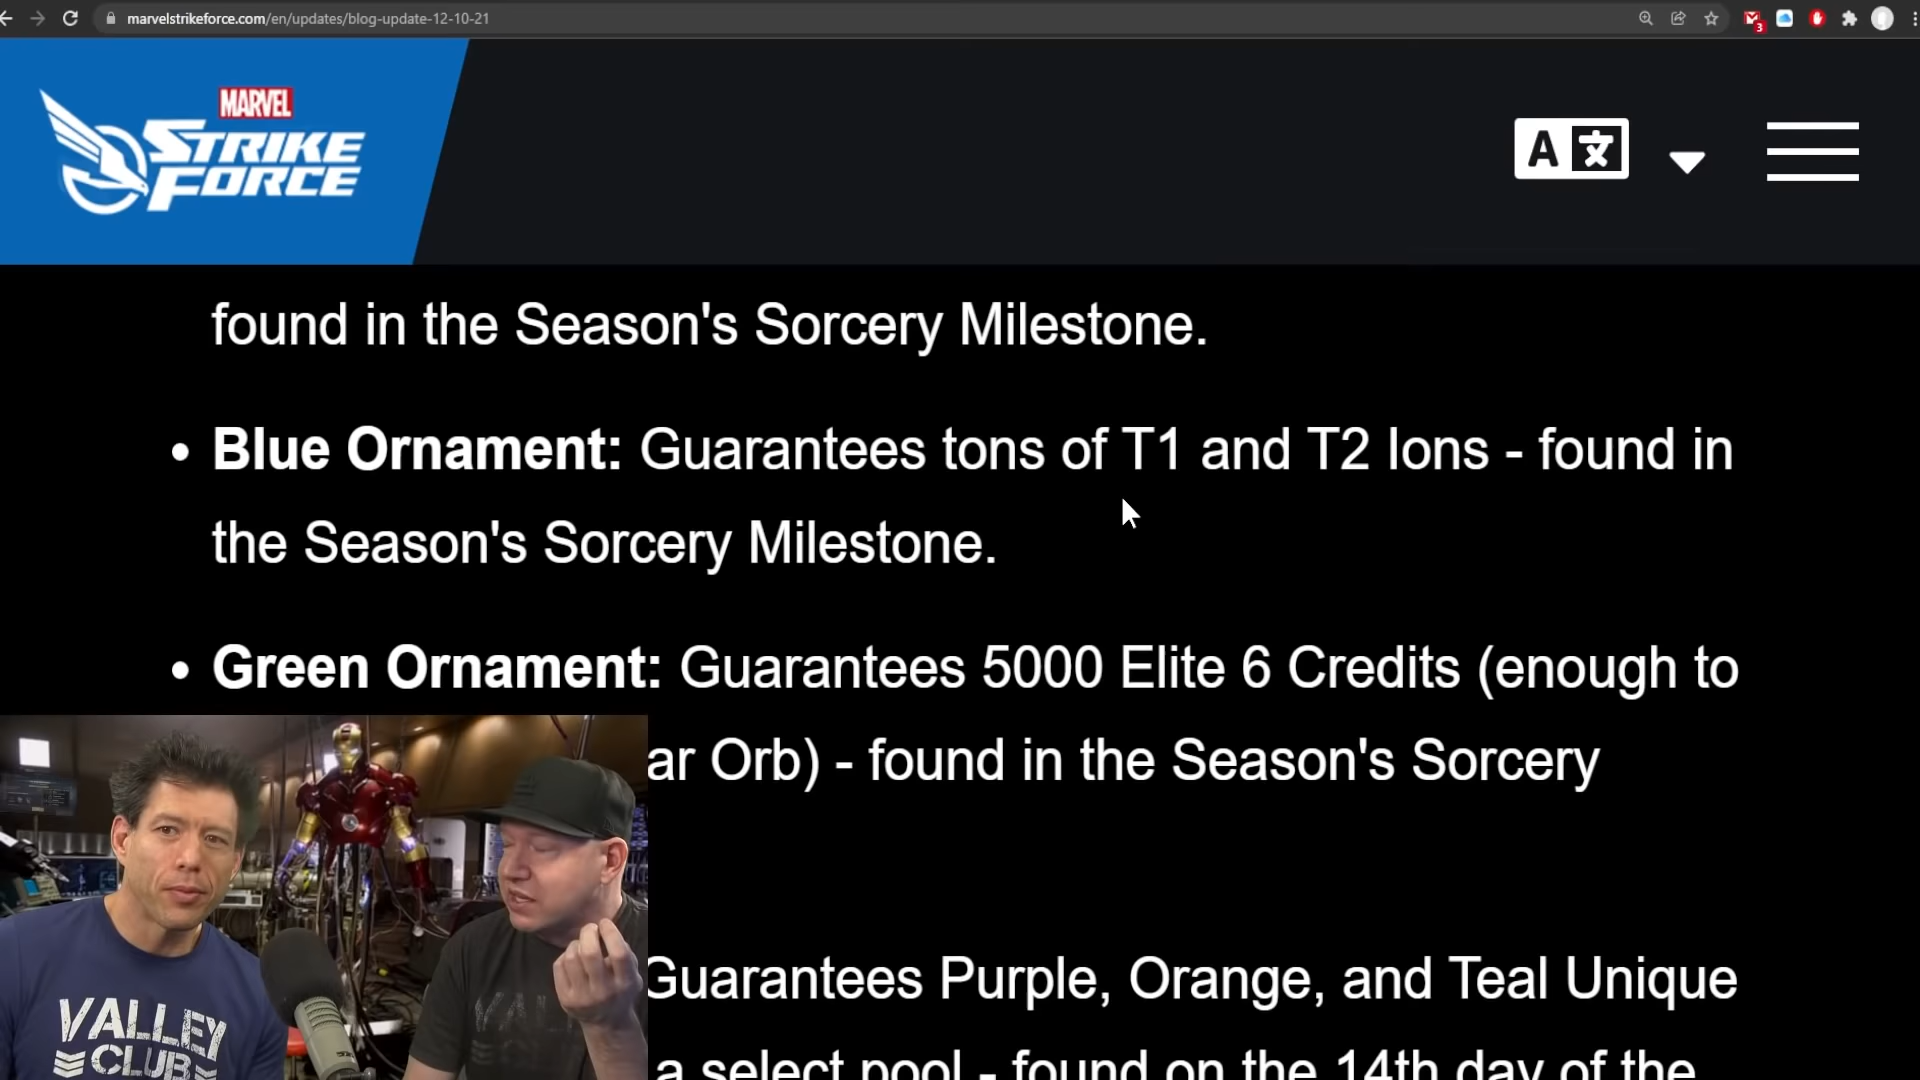 marvelstrikeforce.com/en/updates/blog-update-12-10-21
3
MARVEL
STRIKE
FORCE
A 文
found in the Season's Sorcery Milestone.
• Blue Ornament: Guarantees tons of T1 and T2 Ions - found in
the Season's Sorcery Milestone.
• Green Ornament: Guarantees 5000 Elite 6 Credits (enough to
ar Orb) - found in the Season's Sorcery
Guarantees Purple, Orange, and Teal Unique
a select pool - found on the 14th day of the
VALLEY
CLUB